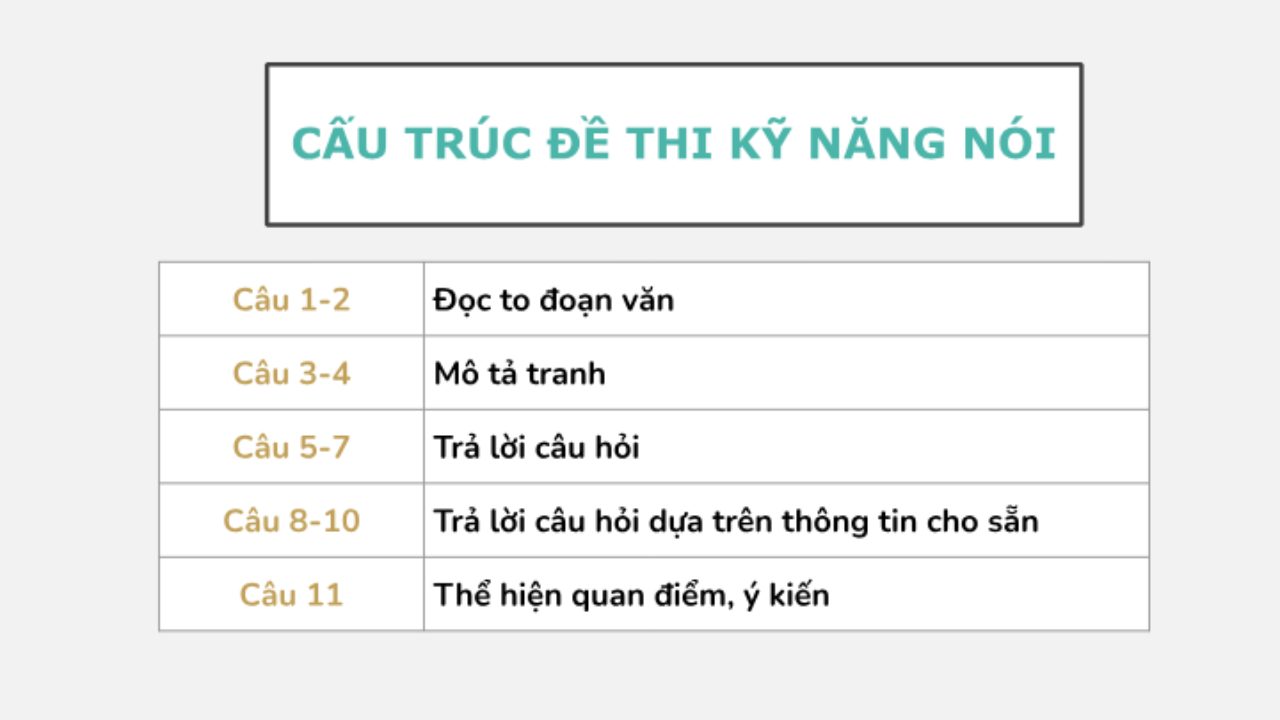 CẤU TRÚC ĐỀ THI KỸ NĂNG NÓI
Câu 1-2 Đọc to đoạn văn
Câu 3-4 Mô tả tranh
Câu 5-7 Trả lời câu hỏi
Câu 8-10 Trả lời câu hỏi dựa trên thông tin cho sẵn
Câu 11 Thể hiện quan điểm, ý kiến